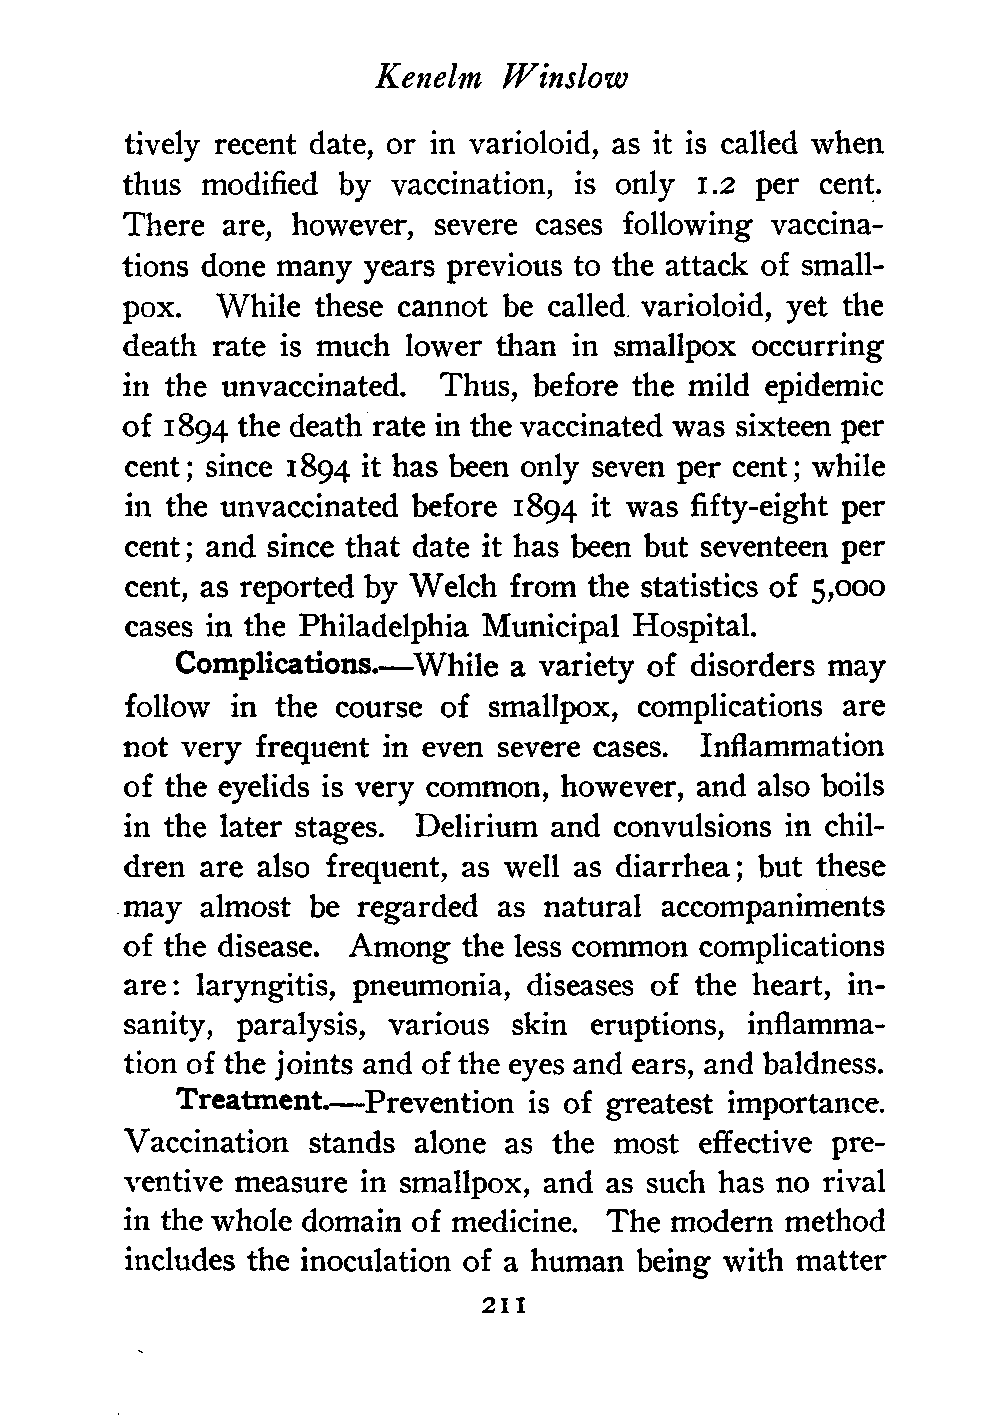 Kenelm Winslow
tively recent date, or in varioloid, as it is called when
thus modified by vaccination, is only 1.2 per cent.
There are, however, severe cases following vaccina-
tions done many years previous to the attack of small-
pox. While these cannot be called varioloid, yet the
death rate is much lower than in smallpox occurring
in the unvaccinated. Thus, before the mild epidemic
of 1894 the death rate in the vaccinated was sixteen per
cent; since 1894 it has been only seven per cent; while
in the unvaccinated before 1894 it was fifty-eight per
cent; and since that date it has been but seventeen per
cent, as reported by Welch from the statistics of 5,000
cases in the Philadelphia Municipal Hospital.
Complications.—While a variety of disorders may
follow in the course of smallpox, complications are
not very frequent in even severe cases. Inflammation
of the eyelids is very common, however, and also boils
in the later stages. Delirium and convulsions in chil-
dren are also frequent, as well as diarrhea; but these
may almost be regarded as natural accompaniments
of the disease. Among the less common complications
are: laryngitis, pneumonia, diseases of the heart, in-
sanity, paralysis, various skin eruptions, inflamma-
tion of the joints and of the eyes and ears, and baldness.
Treatment.—Prevention is of greatest importance.
Vaccination stands alone as the most effective pre-
ventive measure in smallpox, and as such has no rival
in the whole domain of medicine. The modern method
includes the inoculation of a human being with matter
211